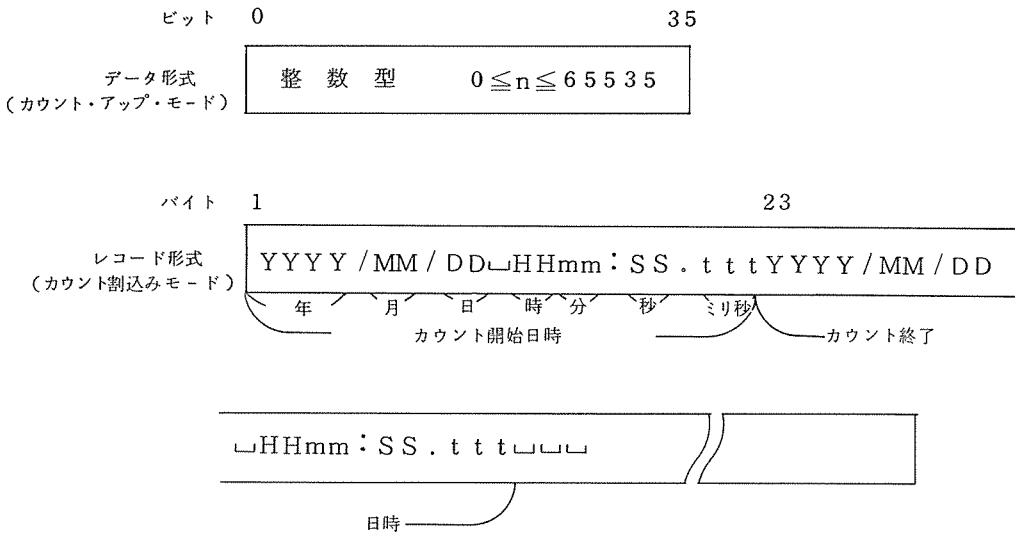 ビット 0 35
データ形式
(カウント・アップ・モード)
整数型 0≦n≦65535
バイト 1 23
レコード形式
(カウント割込みモード)
YYYY/MM/DD␣HHmm:SS.tttYYYY/MM/DD
年 月 日 時 分 秒 ミリ秒
カウント開始日時 カウント終了
␣HHmm:SS.ttt␣␣␣
日時